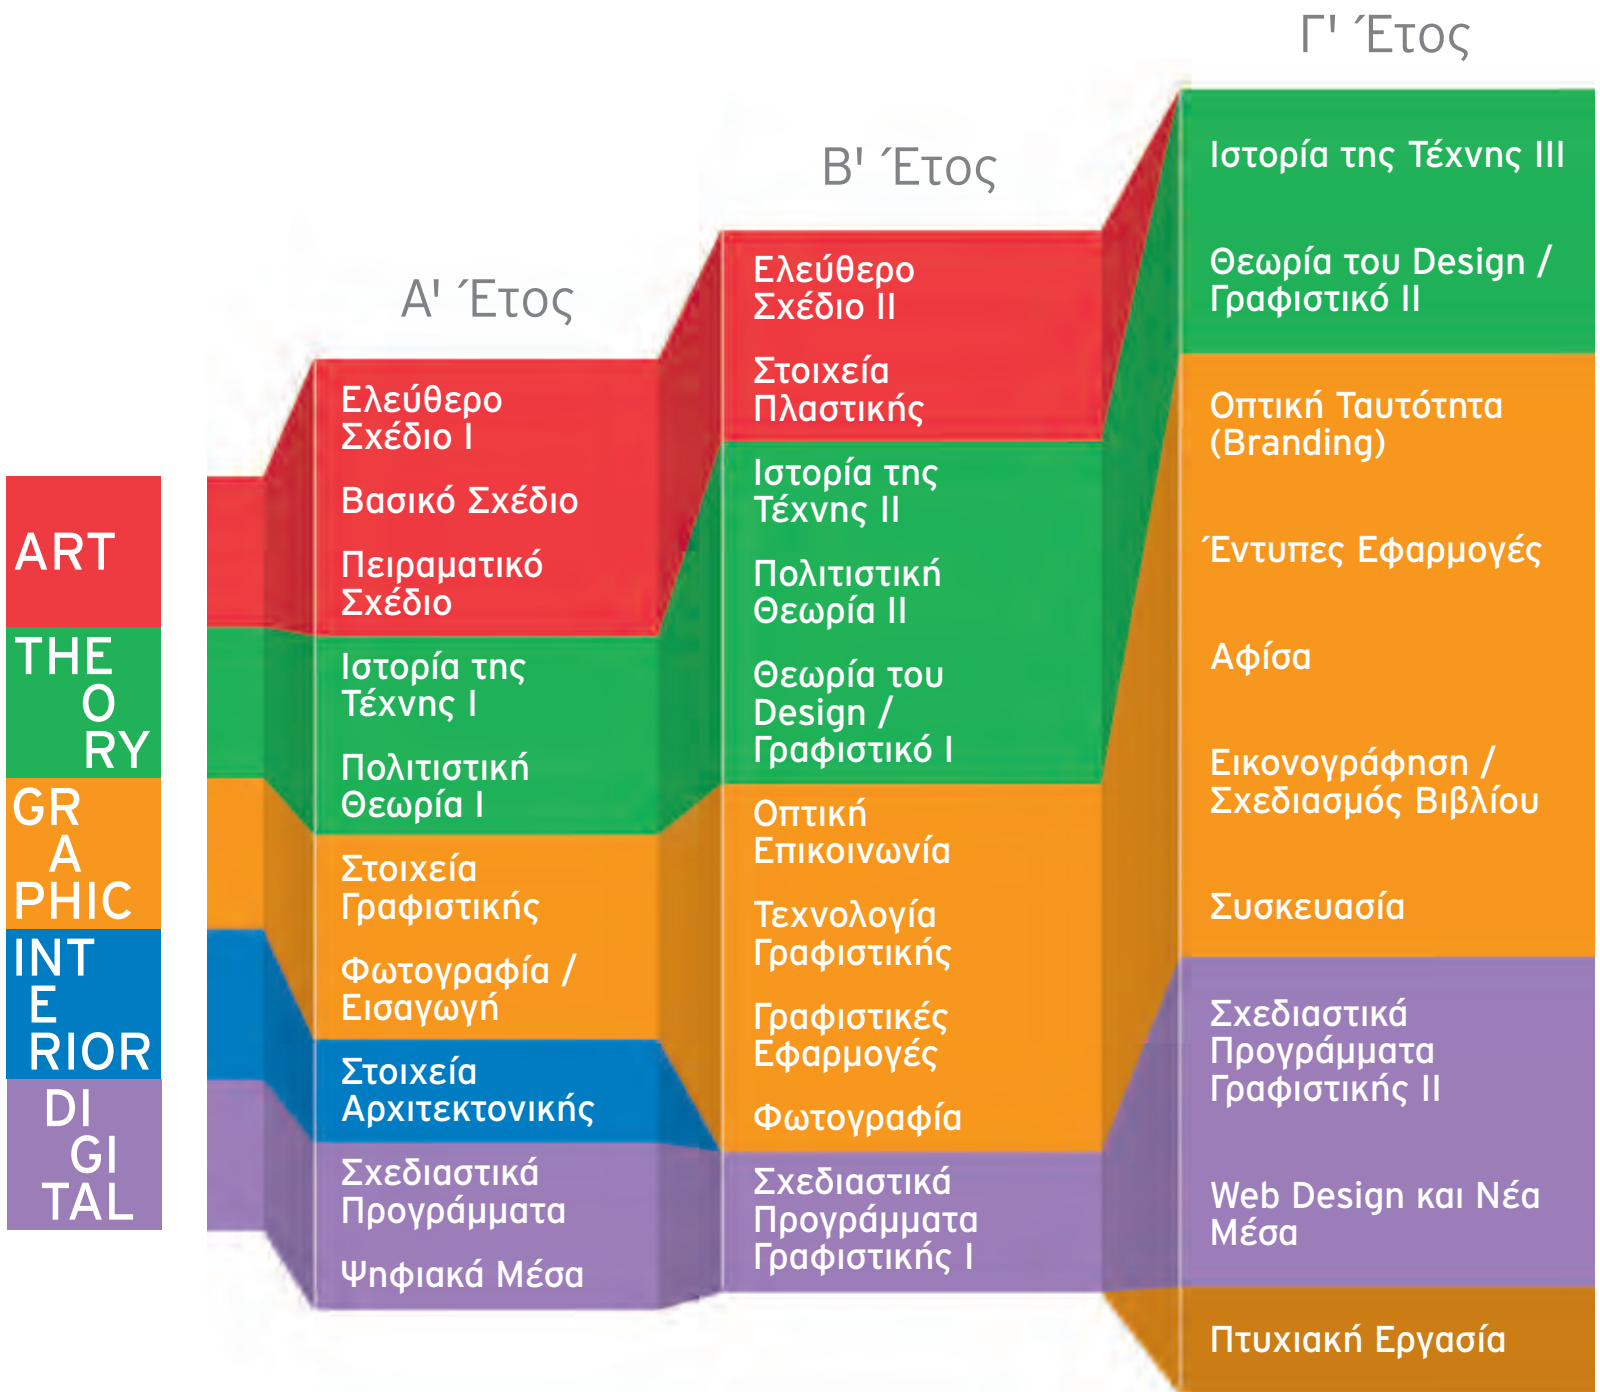 ART
THE
O
RY
GR
A
PHIC
INT
E
RIOR
DI
GI
TAL
Α' Έτος
Ελεύθερο
Σχέδιο Ι
Βασικό Σχέδιο
Πειραματικό
Σχέδιο
Ιστορία της
Τέχνης Ι
Πολιτιστική
Θεωρία Ι
Στοιχεία
Γραφιστικής
Φωτογραφία /
Εισαγωγή
Στοιχεία
Αρχιτεκτονικής
Σχεδιαστικά
Προγράμματα
Ψηφιακά Μέσα
Β' Έτος
Ελεύθερο
Σχέδιο ΙΙ
Στοιχεία
Πλαστικής
Ιστορία της
Τέχνης ΙΙ
Πολιτιστική
Θεωρία ΙΙ
Θεωρία του
Design /
Γραφιστικό Ι
Οπτική
Επικοινωνία
Τεχνολογία
Γραφιστικής
Γραφιστικές
Εφαρμογές
Φωτογραφία
Σχεδιαστικά
Προγράμματα
Γραφιστικής Ι
Γ' Έτος
Ιστορία της Τέχνης ΙΙΙ
Θεωρία του Design /
Γραφιστικό ΙΙ
Οπτική Ταυτότητα
(Branding)
Έντυπες Εφαρμογές
Αφίσα
Εικονογράφηση /
Σχεδιασμός Βιβλίου
Συσκευασία
Σχεδιαστικά
Προγράμματα
Γραφιστικής ΙΙ
Web Design και Νέα
Μέσα
Πτυχιακή Εργασία